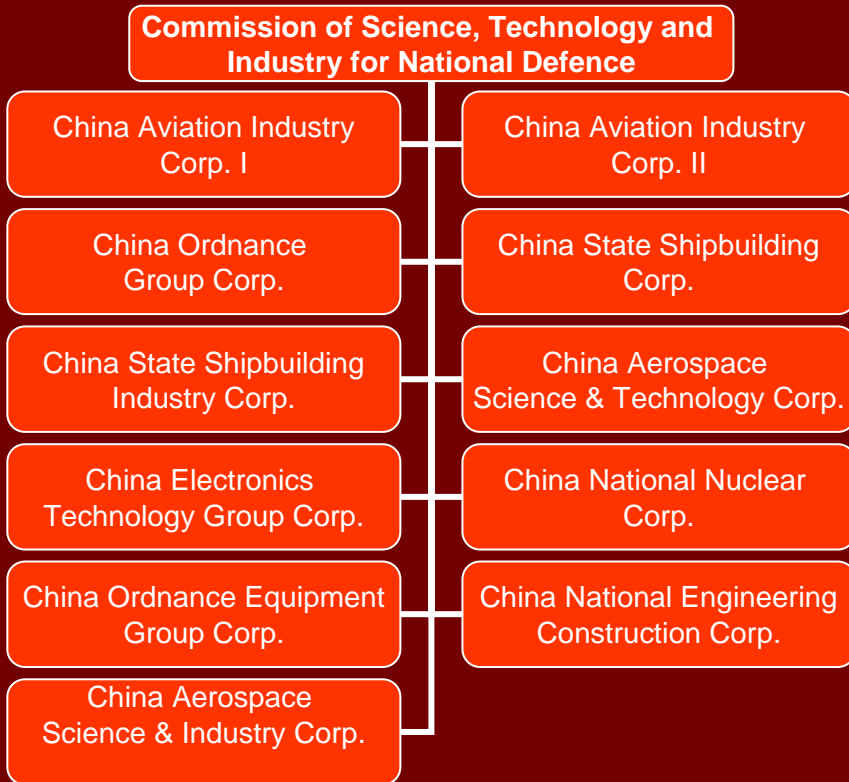 Commission of Science, Technology and
Industry for National Defence
China Aviation Industry
Corp. I
China Aviation Industry
Corp. II
China Ordnance
Group Corp.
China State Shipbuilding
Corp.
China State Shipbuilding
Industry Corp.
China Aerospace
Science & Technology Corp.
China Electronics
Technology Group Corp.
China National Nuclear
Corp.
China Ordnance Equipment
Group Corp.
China National Engineering
Construction Corp.
China Aerospace
Science & Industry Corp.